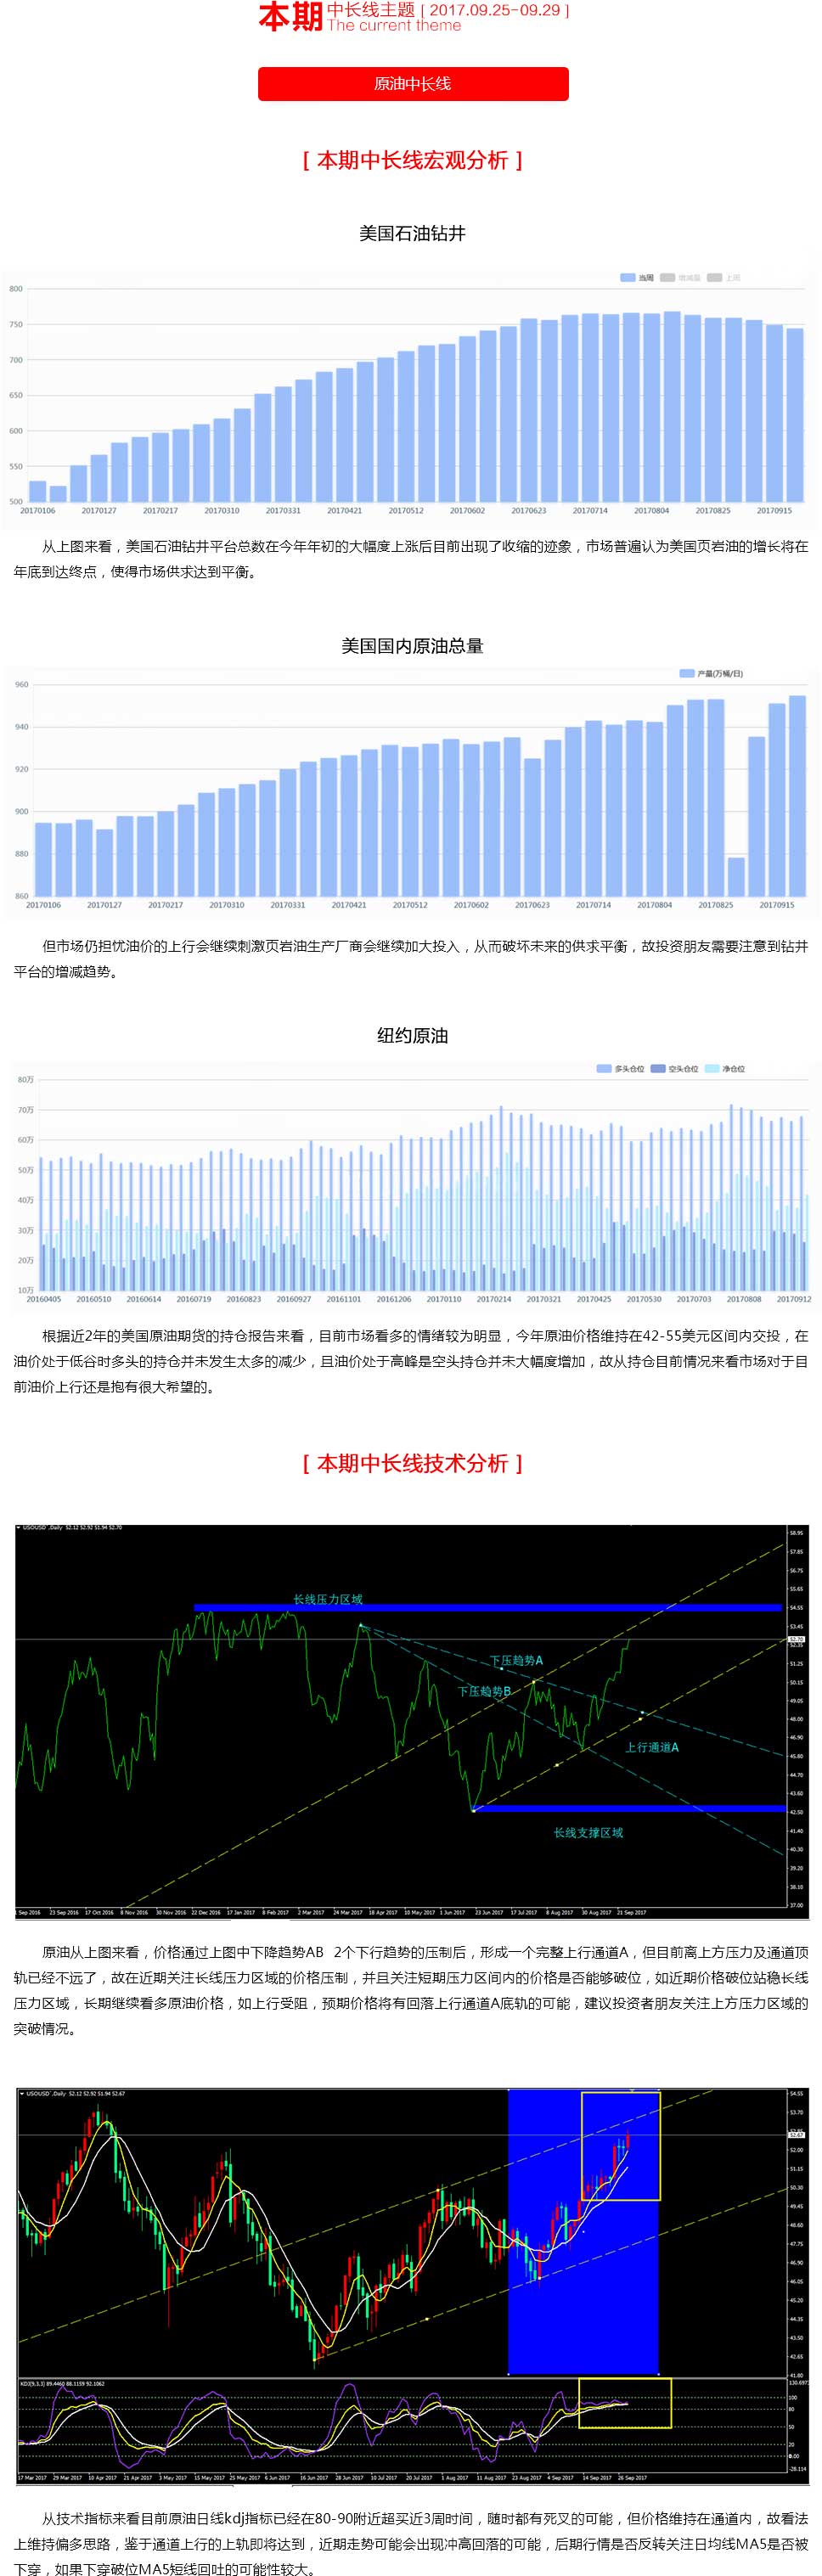 本期 中长线主题 [ 2017.09.25-09.29 ]
The current theme
原油中长线
[ 本期中长线宏观分析 ]
美国石油钻井
当周 增减量 上周
800
750
700
650
600
550
500
20170106 20170127 20170217 20170310 20170331 20170421 20170512 20170602 20170623 20170714 20170804 20170825 20170915
从上图来看，美国石油钻井平台总数在今年年初的大幅度上涨后目前出现了收缩的迹象，市场普遍认为美国页岩油的增长将在
年底到达终点，使得市场供求达到平衡。
美国国内原油总量
产量(万桶/日)
960
940
920
900
880
860
20170106 20170127 20170217 20170310 20170331 20170421 20170512 20170602 20170623 20170714 20170804 20170825 20170915
但市场仍担忧油价的上行会继续刺激页岩油生产厂商会继续加大投入，从而破坏未来的供求平衡，故投资朋友需要注意到钻井
平台的增减趋势。
纽约原油
多头仓位 空头仓位 净仓位
80万
70万
60万
50万
40万
30万
20万
10万
20160405 20160510 20160614 20160719 20160823 20160927 20161101 20161206 20170110 20170214 20170321 20170425 20170530 20170703 20170808 20170912
根据近2年的美国原油期货的持仓报告来看，目前市场看多的情绪较为明显，今年原油价格维持在42-55美元区间内交投，在
油价处于低谷时多头的持仓并未发生太多的减少，且油价处于高峰是空头持仓并未大幅度增加，故从持仓目前情况来看市场对于目
前油价上行还是抱有很大希望的。
[ 本期中长线技术分析 ]
USOUSD ,Daily 52.12 52.92 51.94 52.70
58.95
57.85
56.75
55.65
54.55
53.45
52.70
52.35
51.25
50.15
49.05
48.00
46.90
45.80
44.70
43.60
42.50
41.40
40.30
39.20
38.10
37.00
长线压力区域
下压趋势A
下压趋势B
上行通道A
长线支撑区域
1 Sep 2016 23 Sep 2016 17 Oct 2016 8 Nov 2016 30 Nov 2016 22 Dec 2016 17 Jan 2017 8 Feb 2017 2 Mar 2017 24 Mar 2017 18 Apr 2017 10 May 2017 1 Jun 2017 23 Jun 2017 17 Jul 2017 8 Aug 2017 30 Aug 2017 21 Sep 2017
原油从上图来看，价格通过上图中下降趋势AB 2个下行趋势的压制后，形成一个完整上行通道A，但目前离上方压力及通道顶
轨已经不远了，故在近期关注长线压力区域的价格压制，并且关注短期压力区间内的价格是否能够破位，如近期价格破位站稳长线
压力区域，长期继续看多原油价格，如上行受阻，预期价格将有回落上行通道A底轨的可能，建议投资者朋友关注上方压力区域的
突破情况。
USOUSD ,Daily 52.12 52.92 51.94 52.67
54.55
53.70
52.67
52.00
51.15
50.30
49.45
48.60
47.75
46.90
46.05
45.20
44.35
43.50
42.65
41.80
KDJ(9,3,3) 89.4460 88.1159 92.1062
130.697
100
80
50
20
0.00
-28.114
17 Mar 2017 29 Mar 2017 10 Apr 2017 21 Apr 2017 3 May 2017 15 May 2017 25 May 2017 6 Jun 2017 16 Jun 2017 28 Jun 2017 10 Jul 2017 20 Jul 2017 1 Aug 2017 11 Aug 2017 23 Aug 2017 4 Sep 2017 14 Sep 2017 26 Sep 2017
从技术指标来看目前原油日线kdj指标已经在80-90附近超买近3周时间，随时都有死叉的可能，但价格维持在通道内，故看法
上维持偏多思路，鉴于通道上行的上轨即将达到，近期走势可能会出现冲高回落的可能，后期行情是否反转关注日均线MA5是否被
下穿，如果下穿破位MA5短线回吐的可能性较大。